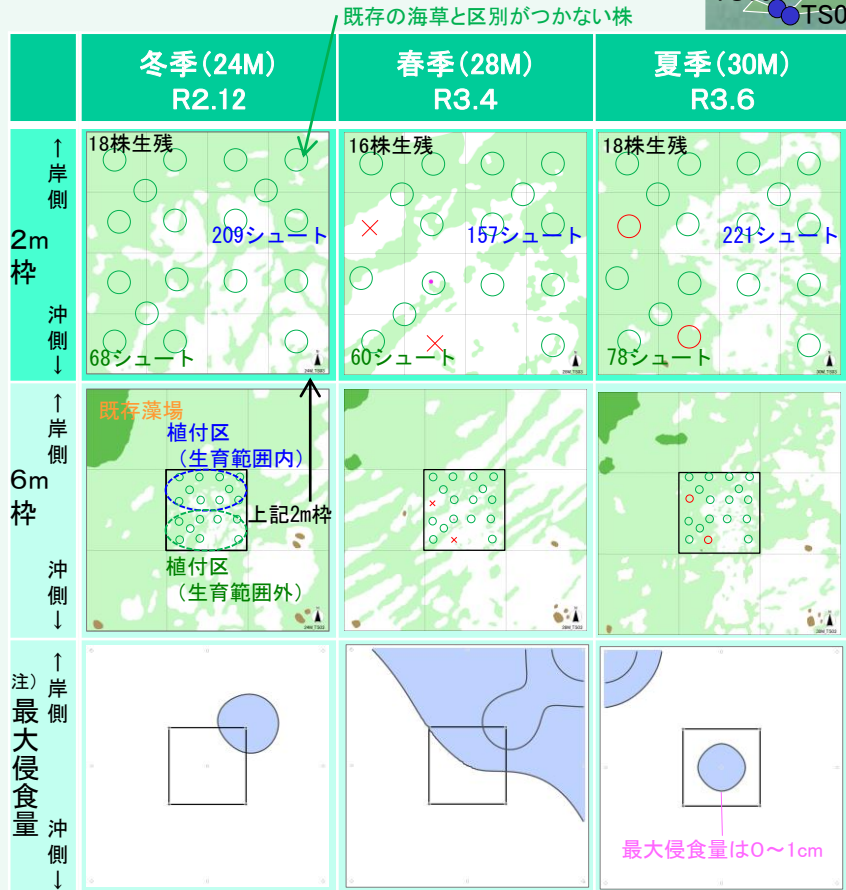 既存の海草と区別がつかない株
TS0
冬季(24M)
R2.12
春季(28M)
R3.4
夏季(30M)
R3.6
↑
岸
側
2m
枠
沖
側
↓
18株生残
209シュート
68シュート
24M_TS03
16株生残
157シュート
60シュート
28M_TS03
18株生残
221シュート
78シュート
30M_TS03
↑
岸
側
6m
枠
沖
側
↓
既存藻場
植付区
(生育範囲内)
上記2m枠
植付区
(生育範囲外)
24M_TS03
28M_TS03
30M_TS03
↑
岸
側
注)
最大侵食量
沖
側
↓
最大侵食量は0~1cm